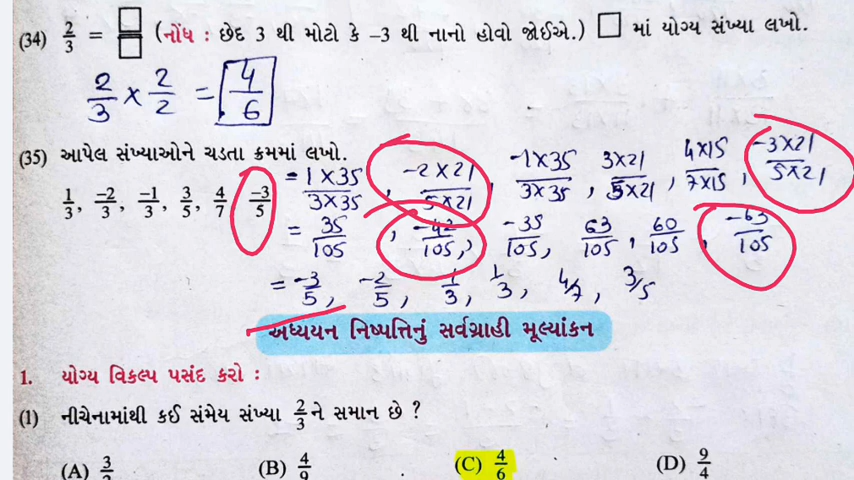 (34) 2/3 = □/□ (નોંધ : છેદ 3 થી મોટો કે –3 થી નાનો હોવો જોઈએ.) □ માં યોગ્ય સંખ્યા લખો.
2/3 × 2/2 = 4/6
(35) આપેલ સંખ્યાઓને ચડતા ક્રમમાં લખો.
1/3, –2/3, –1/3, 3/5, 4/7 –3/5
= 1×35/3×35, –2×21/5×21, –1×35/3×35, 3×21/5×21, 4×15/7×15, –3×21/5×21
= 35/105, –42/105, –35/105, 63/105, 60/105, –63/105
= –3/5, –2/5, 1/3, 1/3, 4/7, 3/5
અધ્યયન નિષ્પત્તિનું સર્વગ્રાહી મૂલ્યાંકન
1. યોગ્ય વિકલ્પ પસંદ કરો :
(1) નીચેનામાંથી કઈ સંમેય સંખ્યા 2/3 ને સમાન છે ?
(A) 3/2 (B) 4/9 (C) 4/6 (D) 9/4